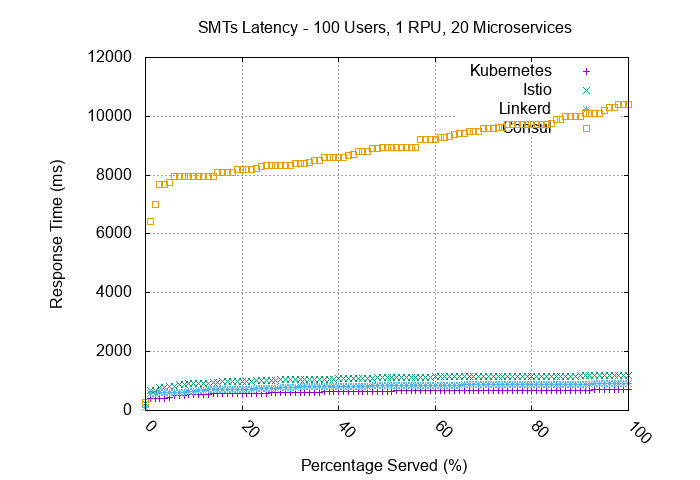 SMTs Latency - 100 Users, 1 RPU, 20 Microservices
12000
10000
8000
6000
4000
2000
0
Response Time (ms)
Kubernetes
Istio
Linkerd
Consul
0
20
40
60
80
100
Percentage Served (%)